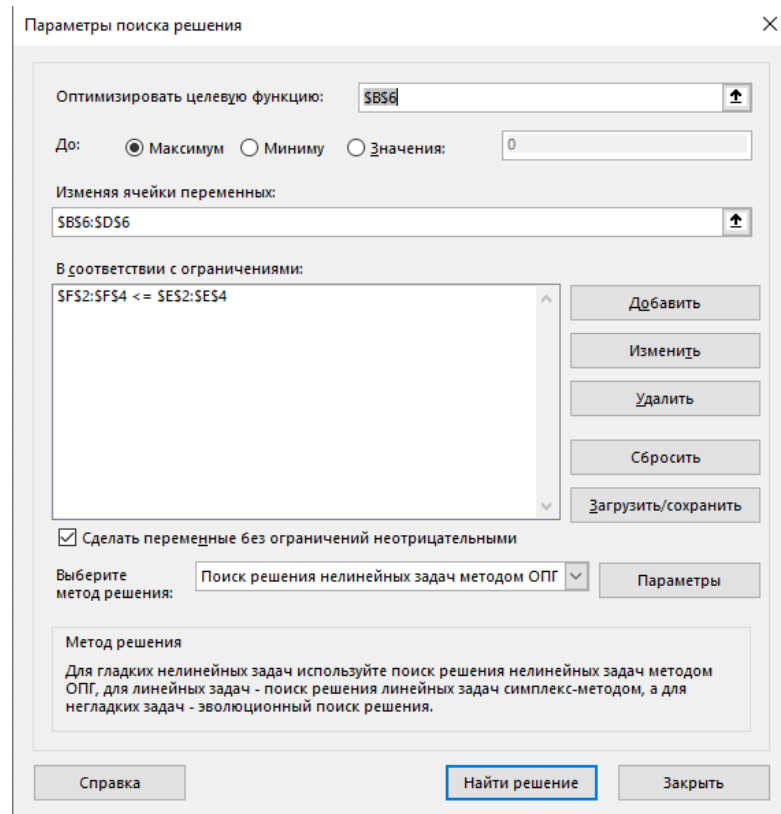 Параметры поиска решения
Оптимизировать целевую функцию: $B$6
До: Максимум Миниму Значения: 0
Изменяя ячейки переменных:
$B$6:$D$6
В соответствии с ограничениями:
$F$2:$F$4 <= $E$2:$E$4
Добавить
Изменить
Удалить
Сбросить
Загрузить/сохранить
Сделать переменные без ограничений неотрицательными
Выберите
метод решения:
Поиск решения нелинейных задач методом ОПГ
Параметры
Метод решения
Для гладких нелинейных задач используйте поиск решения нелинейных задач методом
ОПГ, для линейных задач - поиск решения линейных задач симплекс-методом, а для
негладких задач - эволюционный поиск решения.
Справка Найти решение Закрыть